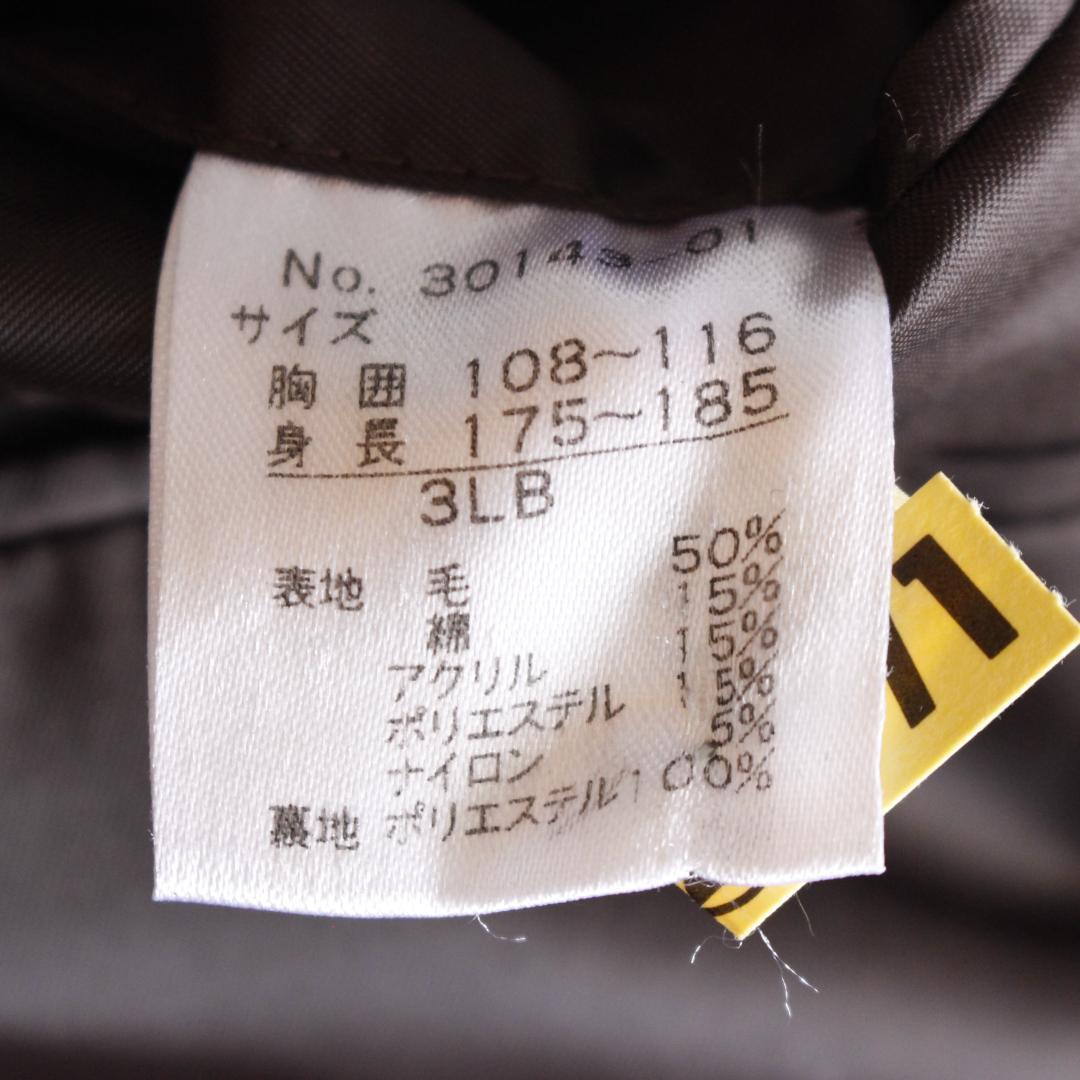 No. 30143-01
サイズ
胸囲 108〜116
身長 175〜185
3LB
表地 毛 50%
綿 15%
アクリル 15%
ポリエステル 15%
ナイロン 5%
裏地 ポリエステル 100%
1